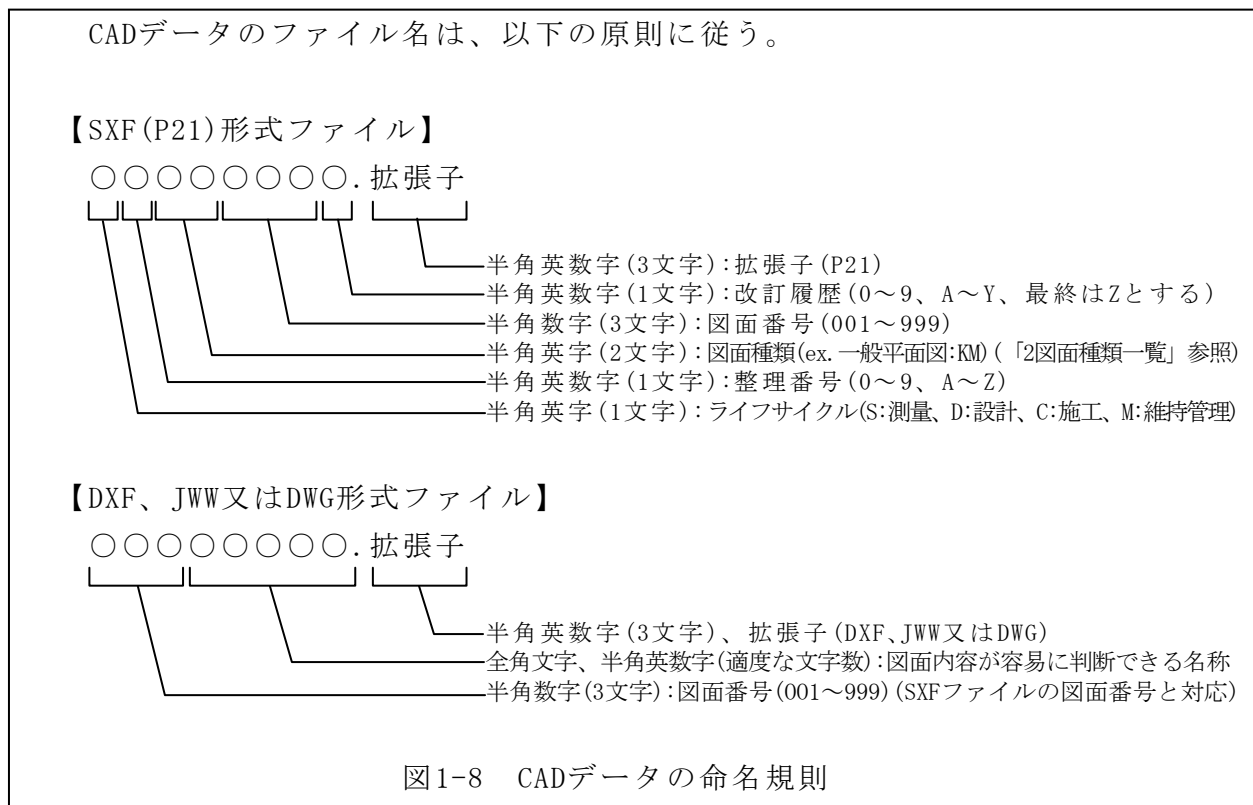 CADデータのファイル名は、以下の原則に従う。
【SXF(P21)形式ファイル】
○○○○○○○○.拡張子
半角英数字(3文字):拡張子(P21)
半角英数字(1文字):改訂履歴(0～9、A～Y、最終はZとする)
半角数字(3文字):図面番号(001～999)
半角英字(2文字):図面種類(ex.一般平面図:KM)(「2図面種類一覧」参照)
半角英数字(1文字):整理番号(0～9、A～Z)
半角英字(1文字):ライフサイクル(S:測量、D:設計、C:施工、M:維持管理)
【DXF、JWW又はDWG形式ファイル】
○○○○○○○○.拡張子
半角英数字(3文字)、拡張子(DXF、JWW又はDWG)
全角文字、半角英数字(適度な文字数):図面内容が容易に判断できる名称
半角数字(3文字):図面番号(001～999)(SXFファイルの図面番号と対応)
図1-8 CADデータの命名規則